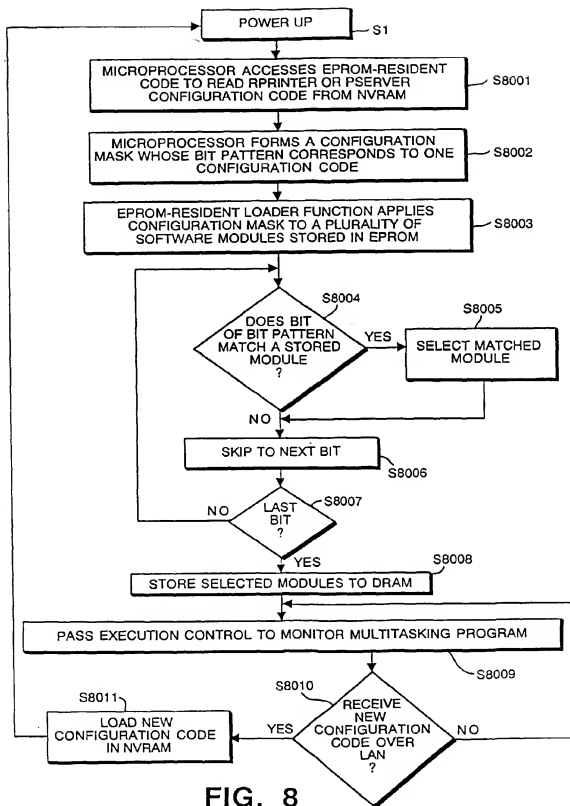 POWER UP
S1
MICROPROCESSOR ACCESSES EPROM-RESIDENT
CODE TO READ RPRINTER OR PSERVER
CONFIGURATION CODE FROM NVRAM
S8001
MICROPROCESSOR FORMS A CONFIGURATION
MASK WHOSE BIT PATTERN CORRESPONDS TO ONE
CONFIGURATION CODE
S8002
EPROM-RESIDENT LOADER FUNCTION APPLIES
CONFIGURATION MASK TO A PLURALITY OF
SOFTWARE MODULES STORED IN EPROM
S8003
S8004
DOES BIT
OF BIT PATTERN
MATCH A STORED
MODULE
?
YES
S8005
SELECT MATCHED
MODULE
NO
SKIP TO NEXT BIT
S8006
S8007
LAST
BIT
?
NO
YES
S8008
STORE SELECTED MODULES TO DRAM
PASS EXECUTION CONTROL TO MONITOR MULTITASKING PROGRAM
S8009
S8010
RECEIVE
NEW
CONFIGURATION
CODE OVER
LAN
?
YES
NO
S8011
LOAD NEW
CONFIGURATION CODE
IN NVRAM
FIG. 8